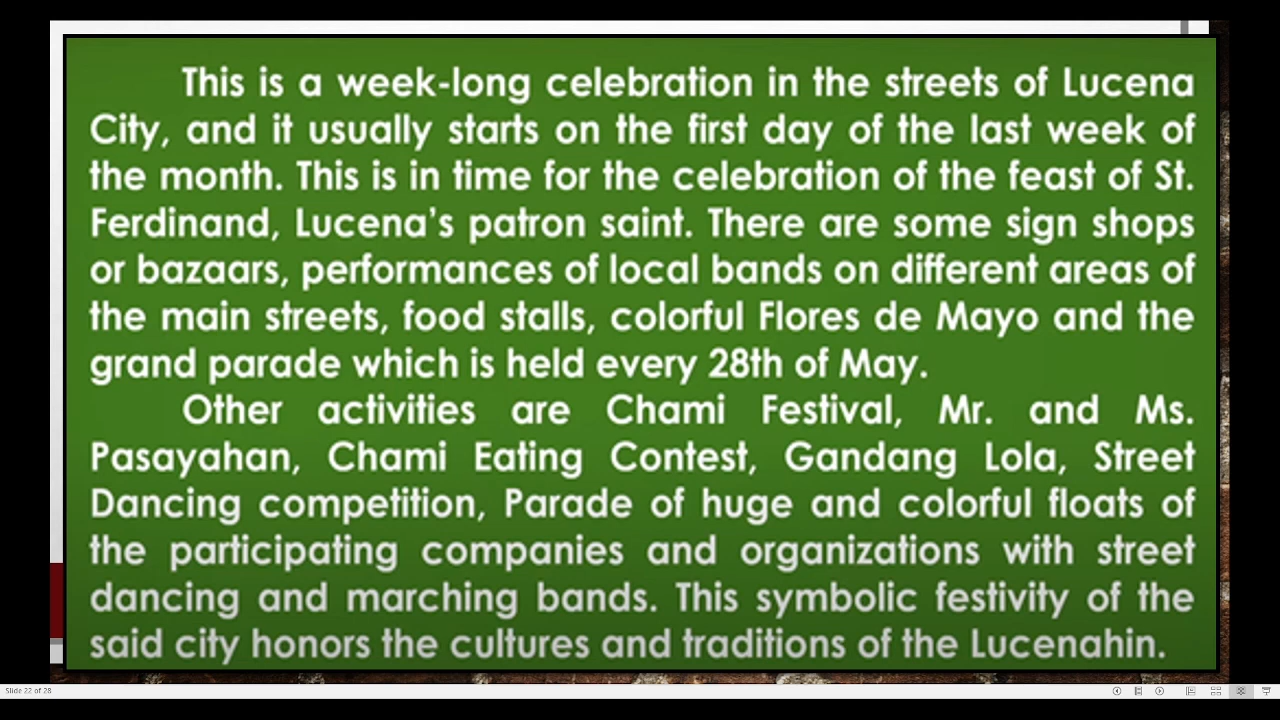 This is a week-long celebration in the streets of Lucena
City, and it usually starts on the first day of the last week of
the month. This is in time for the celebration of the feast of St.
Ferdinand, Lucena's patron saint. There are some sign shops
or bazaars, performances of local bands on different areas of
the main streets, food stalls, colorful Flores de Mayo and the
grand parade which is held every 28th of May.
Other activities are Chami Festival, Mr. and Ms.
Pasayahan, Chami Eating Contest, Gandang Lola, Street
Dancing competition, Parade of huge and colorful floats of
the participating companies and organizations with street
dancing and marching bands. This symbolic festivity of the
said city honors the cultures and traditions of the Lucenahin.
Slide 22 of 28